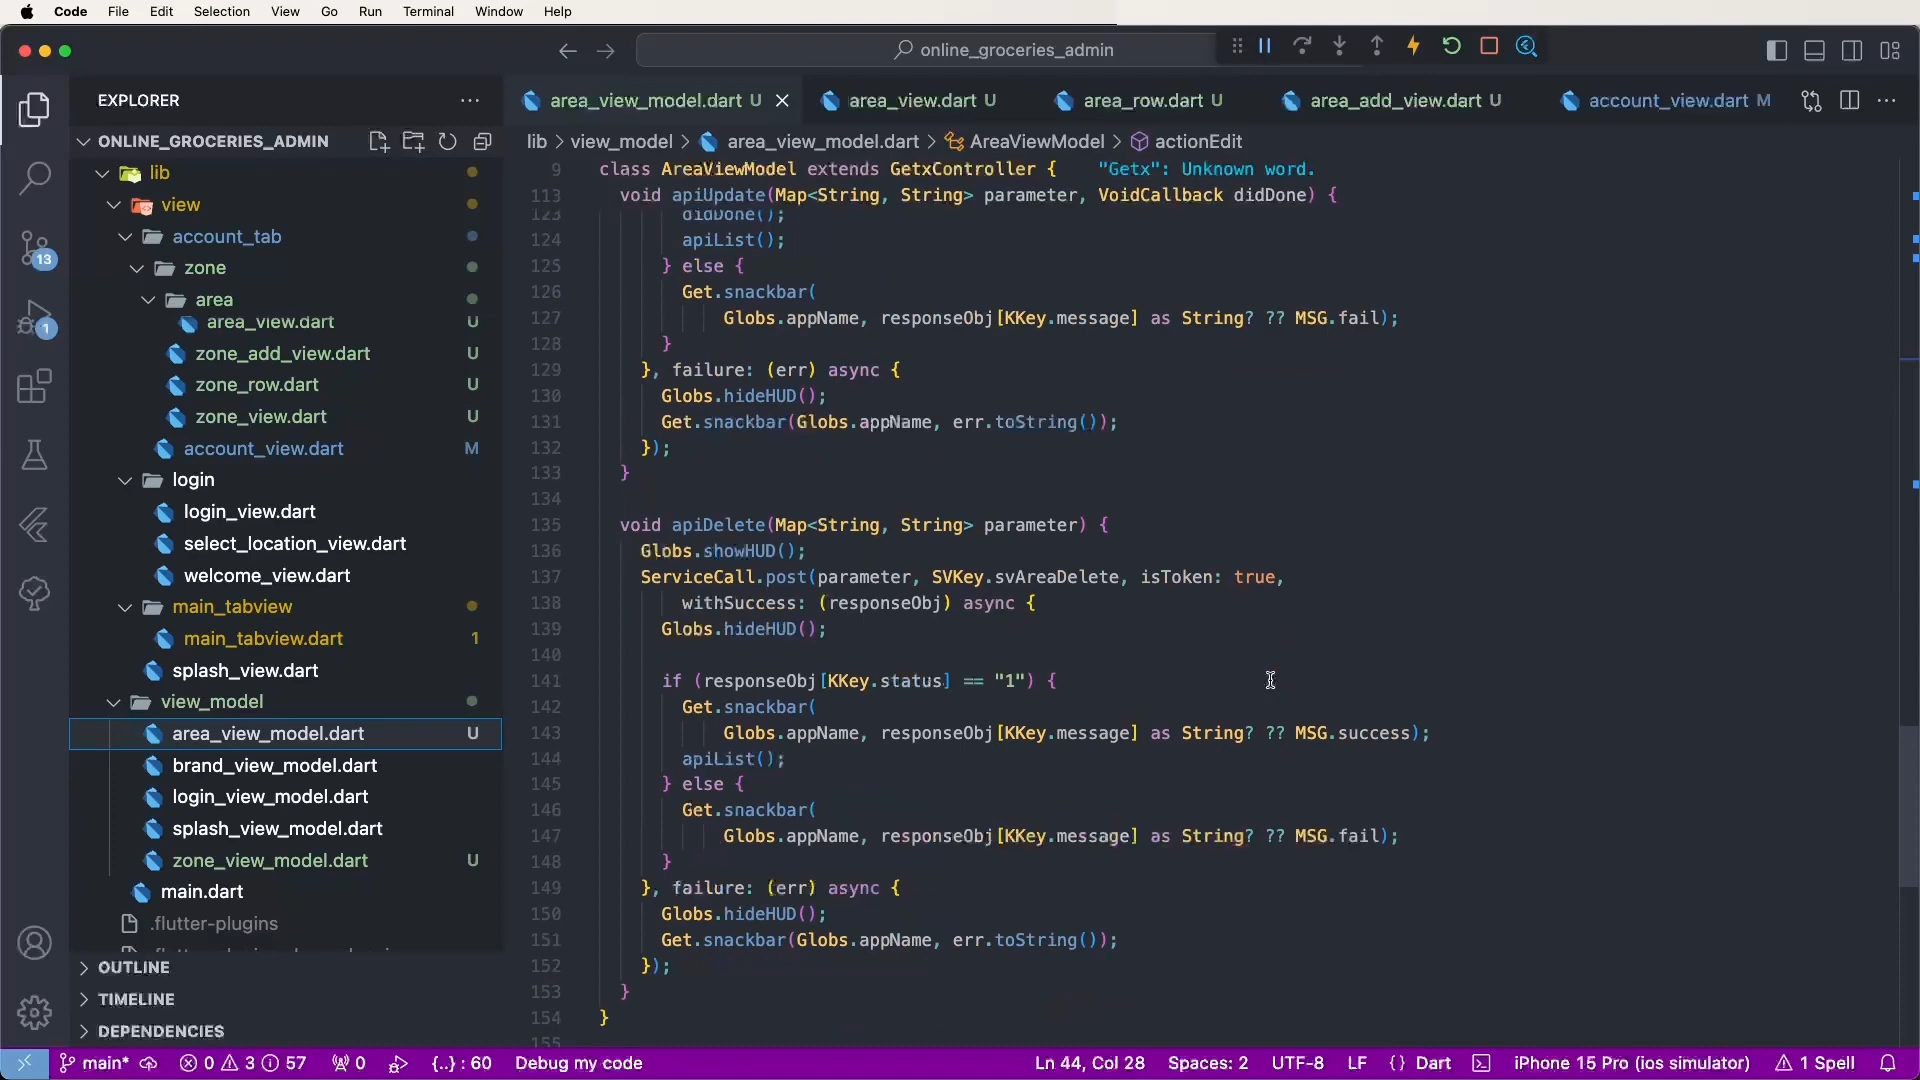 Code File Edit Selection View Go Run Terminal Window Help
online_groceries_admin
EXPLORER
area_view_model.dart U
area_view.dart U
area_row.dart U
area_add_view.dart U
account_view.dart M
ONLINE_GROCERIES_ADMIN
lib > view_model > area_view_model.dart > AreaViewModel > actionEdit
lib
view
account_tab
zone
area
area_view.dart U
zone_add_view.dart U
zone_row.dart U
zone_view.dart U
account_view.dart M
login
login_view.dart
select_location_view.dart
welcome_view.dart
main_tabview
main_tabview.dart 1
splash_view.dart
view_model
area_view_model.dart U
brand_view_model.dart
login_view_model.dart
splash_view_model.dart
zone_view_model.dart U
main.dart
.flutter-plugins
OUTLINE
TIMELINE
DEPENDENCIES
13
1
9 class AreaViewModel extends GetxController { "Getx": Unknown word.
113 void apiUpdate(Map<String, String> parameter, VoidCallback didDone) {
123 didDone();
124 apiList();
125 } else {
126 Get.snackbar(
127 Globs.appName, responseObj[KKey.message] as String? ?? MSG.fail);
128 }
129 }, failure: (err) async {
130 Globs.hideHUD();
131 Get.snackbar(Globs.appName, err.toString());
132 });
133 }
134
135 void apiDelete(Map<String, String> parameter) {
136 Globs.showHUD();
137 ServiceCall.post(parameter, SVKey.svAreaDelete, isToken: true,
138 withSuccess: (responseObj) async {
139 Globs.hideHUD();
140
141 if (responseObj[KKey.status] == "1") {
142 Get.snackbar(
143 Globs.appName, responseObj[KKey.message] as String? ?? MSG.success);
144 apiList();
145 } else {
146 Get.snackbar(
147 Globs.appName, responseObj[KKey.message] as String? ?? MSG.fail);
148 }
149 }, failure: (err) async {
150 Globs.hideHUD();
151 Get.snackbar(Globs.appName, err.toString());
152 });
153 }
154 }
155
main* 0 3 57 0 {..} : 60 Debug my code Ln 44, Col 28 Spaces: 2 UTF-8 LF {} Dart iPhone 15 Pro (ios simulator) 1 Spell